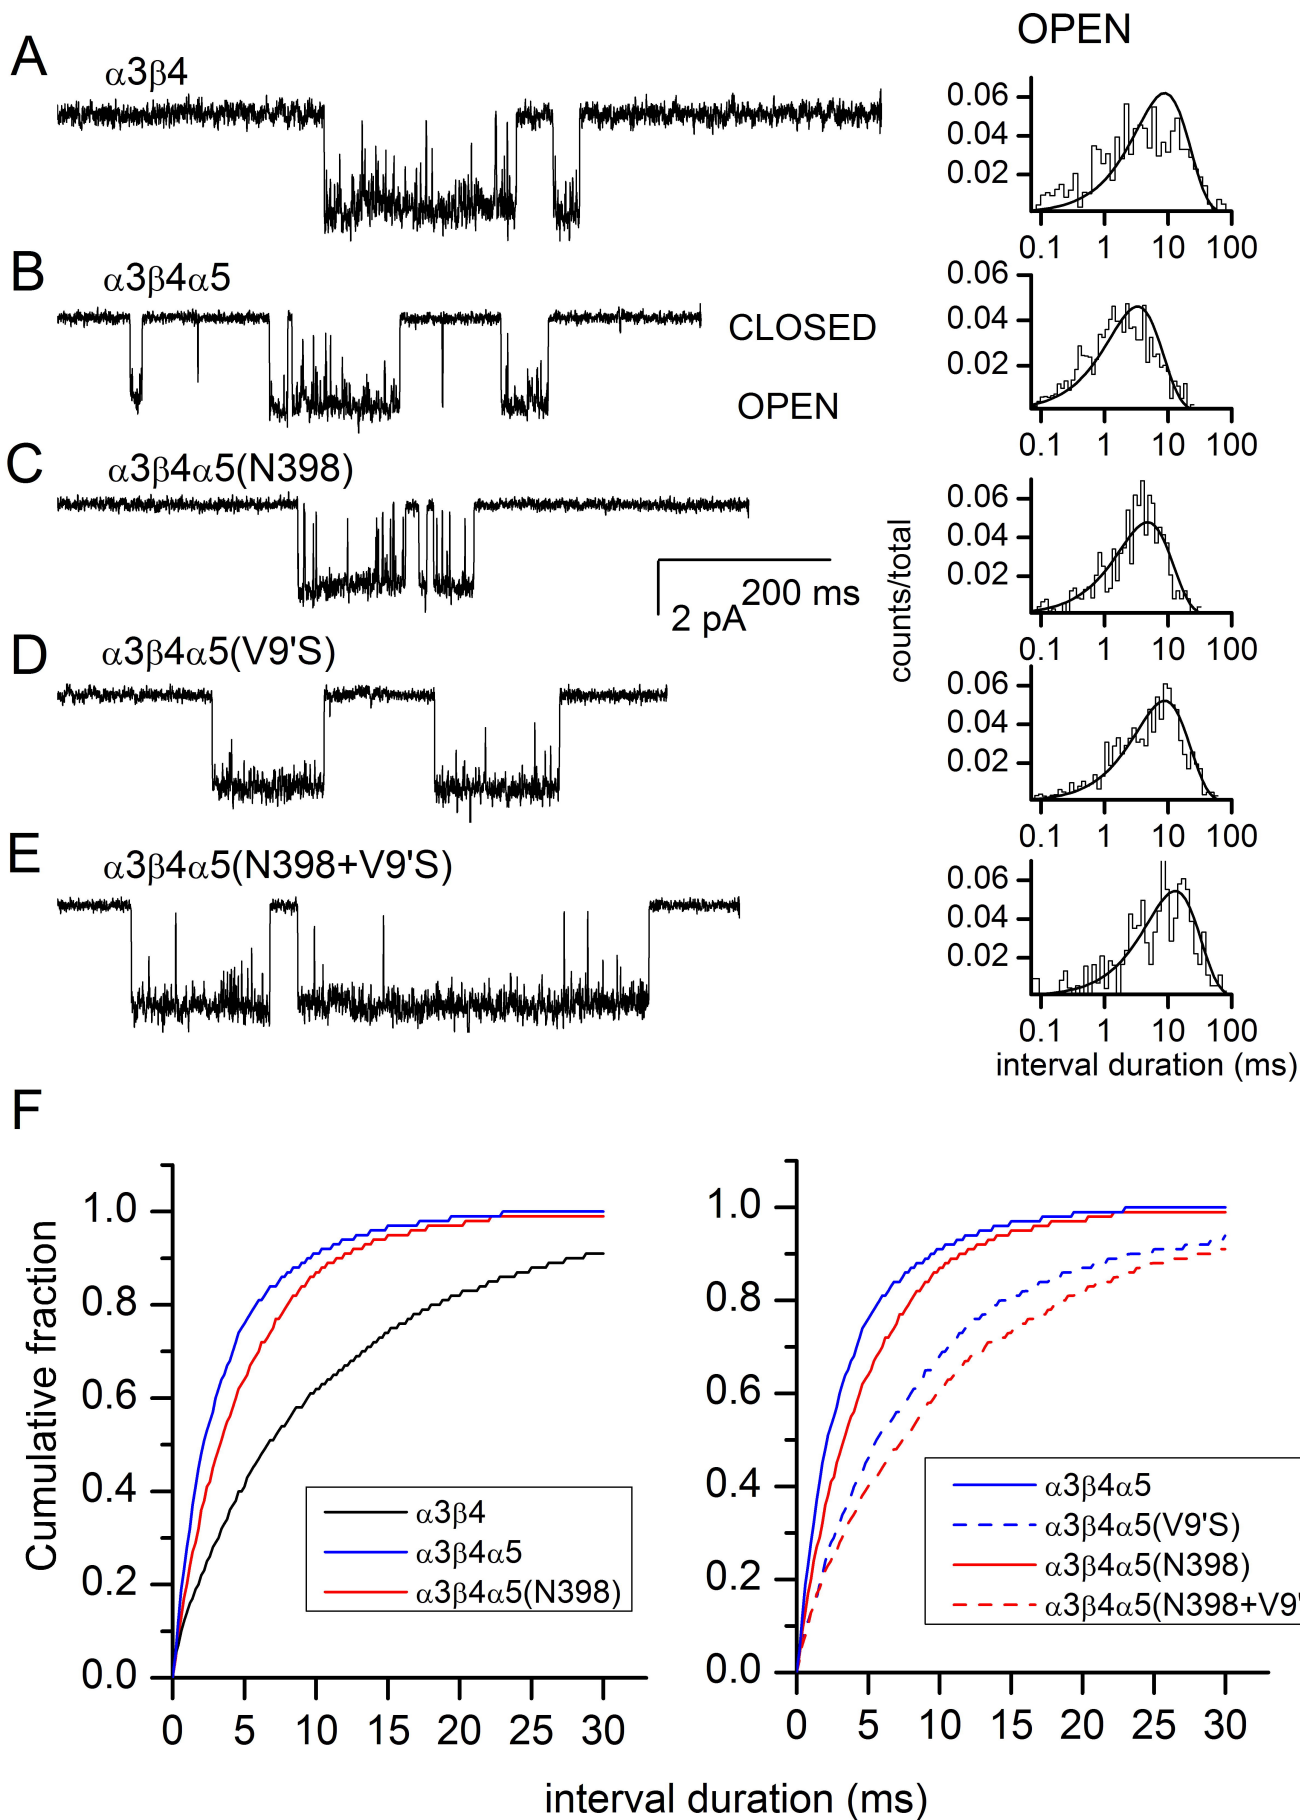 OPEN
A
α3β4
0.06
0.04
0.02
0.1 1 10 100
B
α3β4α5
CLOSED
OPEN
0.06
0.04
0.02
0.1 1 10 100
C
α3β4α5(N398)
200 ms
2 pA
counts/total
0.06
0.04
0.02
0.1 1 10 100
D
α3β4α5(V9'S)
0.06
0.04
0.02
0.1 1 10 100
E
α3β4α5(N398+V9'S)
0.06
0.04
0.02
0.1 1 10 100
interval duration (ms)
F
Cumulative fraction
1.0
0.8
0.6
0.4
0.2
0.0
0 5 10 15 20 25 30
α3β4
α3β4α5
α3β4α5(N398)
1.0
0.8
0.6
0.4
0.2
0.0
0 5 10 15 20 25 30
α3β4α5
α3β4α5(V9'S)
α3β4α5(N398)
α3β4α5(N398+V9'
interval duration (ms)